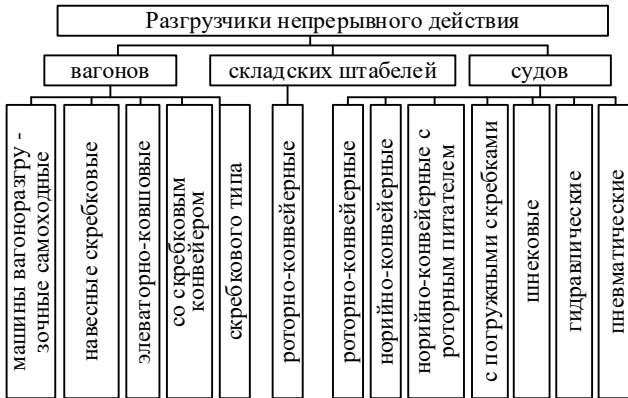 Разгрузчики непрерывного действия
вагонов
складских штабелей
судов
машины вагоноразгру -
зочные самоходные
навесные скребковые
элеваторно-ковшовые
со скребковым
конвейером
скребкового типа
роторно-конвейерные
роторно-конвейерные
норийно-конвейерные
норийно-конвейерные с
роторным питателем
с погружными скребками
шнековые
гидравлические
пневматические